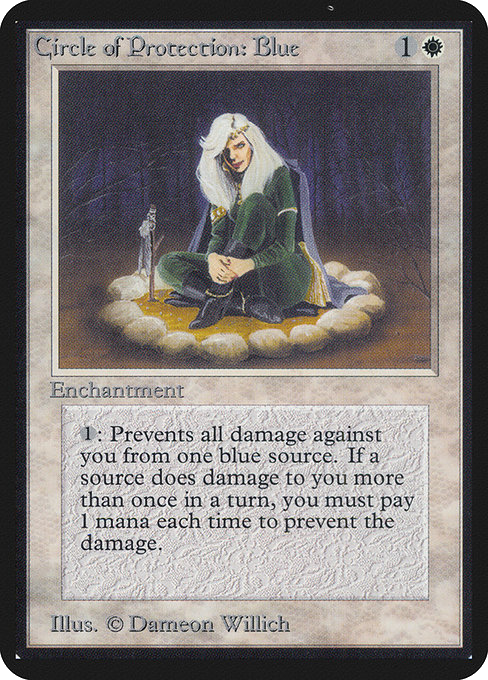 Circle of Protection: Blue 1
Enchantment
1: Prevents all damage against
you from one blue source. If a
source does damage to you more
than once in a turn, you must pay
1 mana each time to prevent the
damage.
Illus. © Dameon Willich